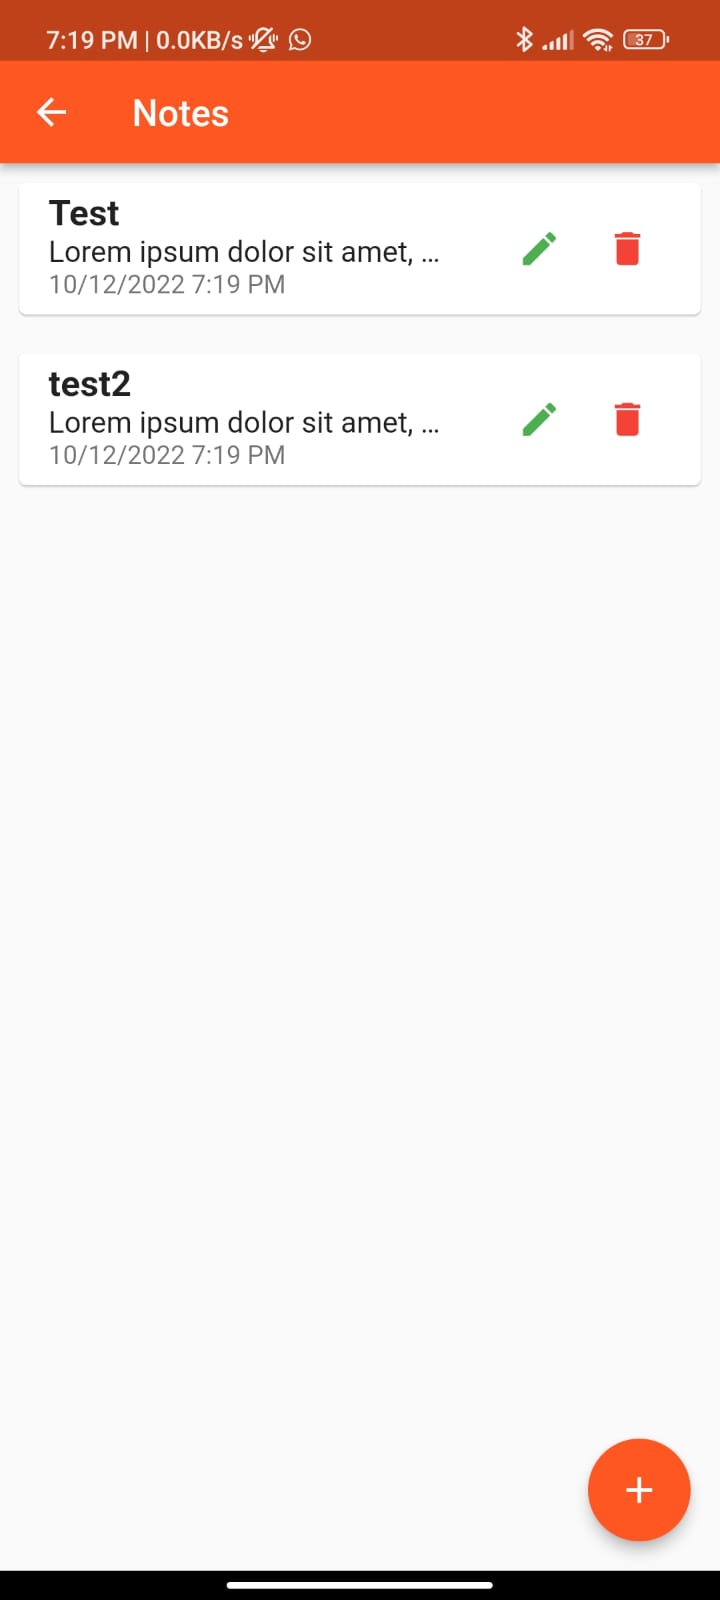 7:19 PM | 0.0KB/s 37
Notes
Test
Lorem ipsum dolor sit amet, ...
10/12/2022 7:19 PM
test2
Lorem ipsum dolor sit amet, ...
10/12/2022 7:19 PM